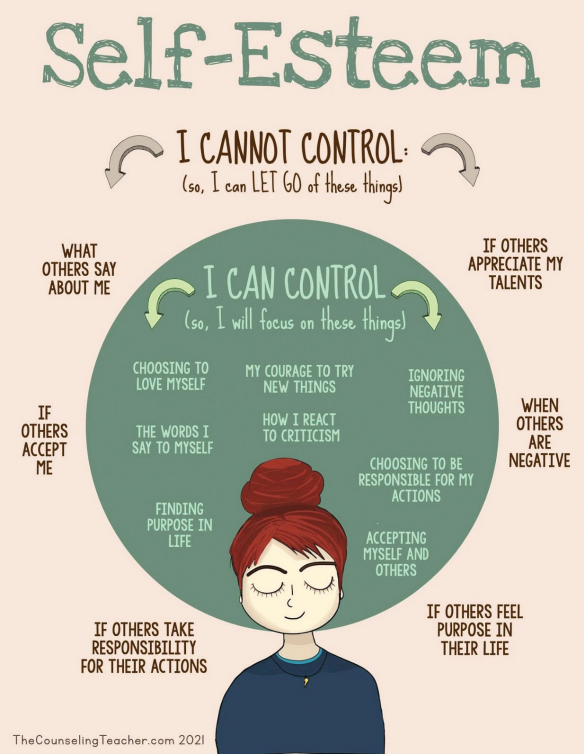 Self-Esteem
I CANNOT CONTROL:
(so, I can LET GO of these things)
WHAT
OTHERS SAY
ABOUT ME
IF OTHERS
APPRECIATE MY
TALENTS
I CAN CONTROL
(so, I will focus on these things)
CHOOSING TO
LOVE MYSELF
MY COURAGE TO TRY
NEW THINGS
IGNORING
NEGATIVE
THOUGHTS
IF
OTHERS
ACCEPT
ME
THE WORDS I
SAY TO MYSELF
HOW I REACT
TO CRITICISM
WHEN
OTHERS
ARE
NEGATIVE
CHOOSING TO BE
RESPONSIBLE FOR MY
ACTIONS
FINDING
PURPOSE IN
LIFE
ACCEPTING
MYSELF AND
OTHERS
IF OTHERS TAKE
RESPONSIBILITY
FOR THEIR ACTIONS
IF OTHERS FEEL
PURPOSE IN
THEIR LIFE
TheCounselingTeacher.com 2021